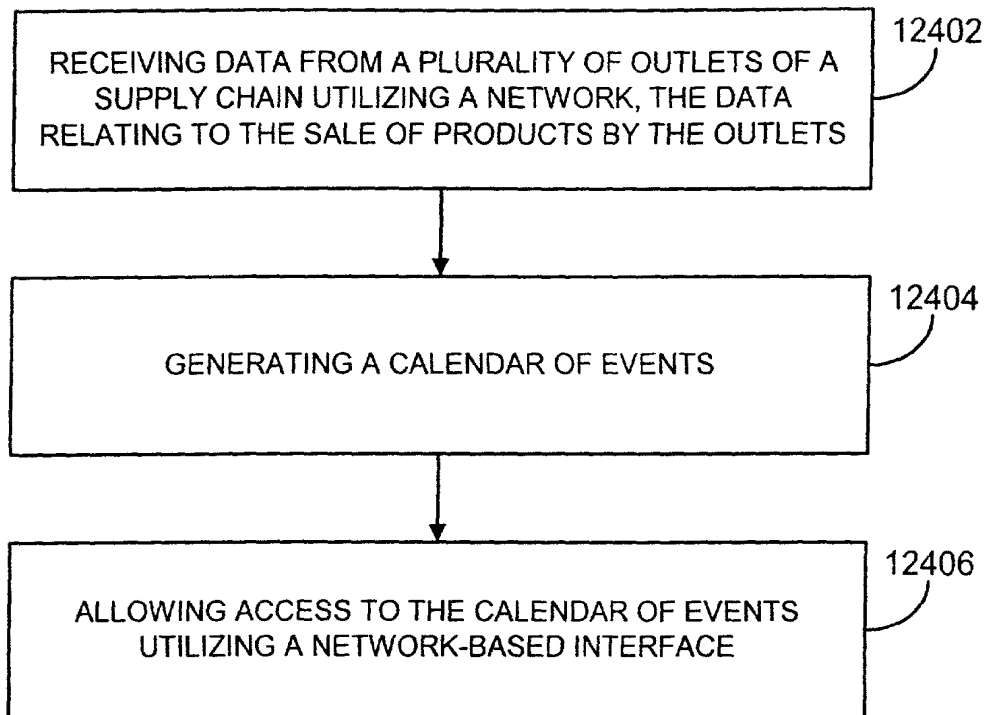 12402
RECEIVING DATA FROM A PLURALITY OF OUTLETS OF A
SUPPLY CHAIN UTILIZING A NETWORK, THE DATA
RELATING TO THE SALE OF PRODUCTS BY THE OUTLETS
12404
GENERATING A CALENDAR OF EVENTS
12406
ALLOWING ACCESS TO THE CALENDAR OF EVENTS
UTILIZING A NETWORK-BASED INTERFACE